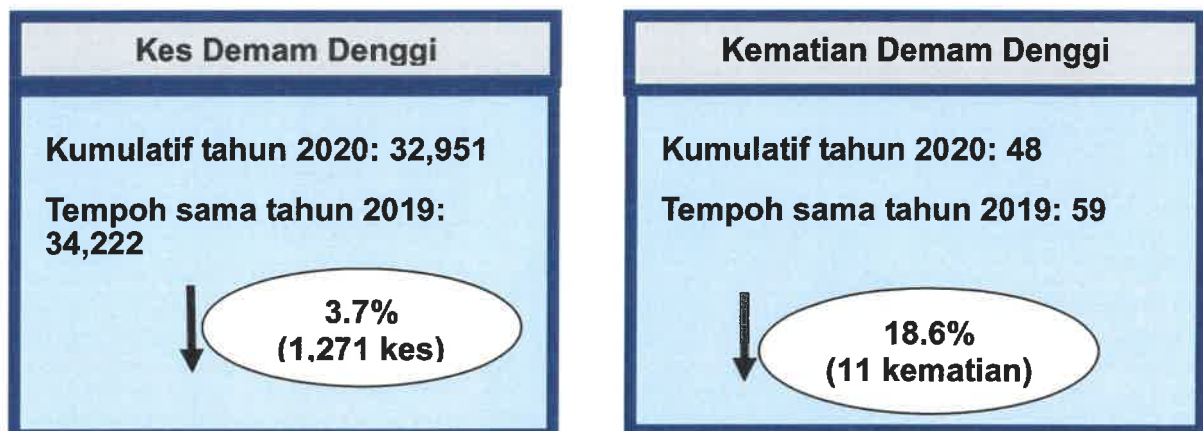 Kes Demam Denggi
Kumulatif tahun 2020: 32,951
Tempoh sama tahun 2019:
34,222
3.7%
(1,271 kes)
Kematian Demam Denggi
Kumulatif tahun 2020: 48
Tempoh sama tahun 2019: 59
18.6%
(11 kematian)